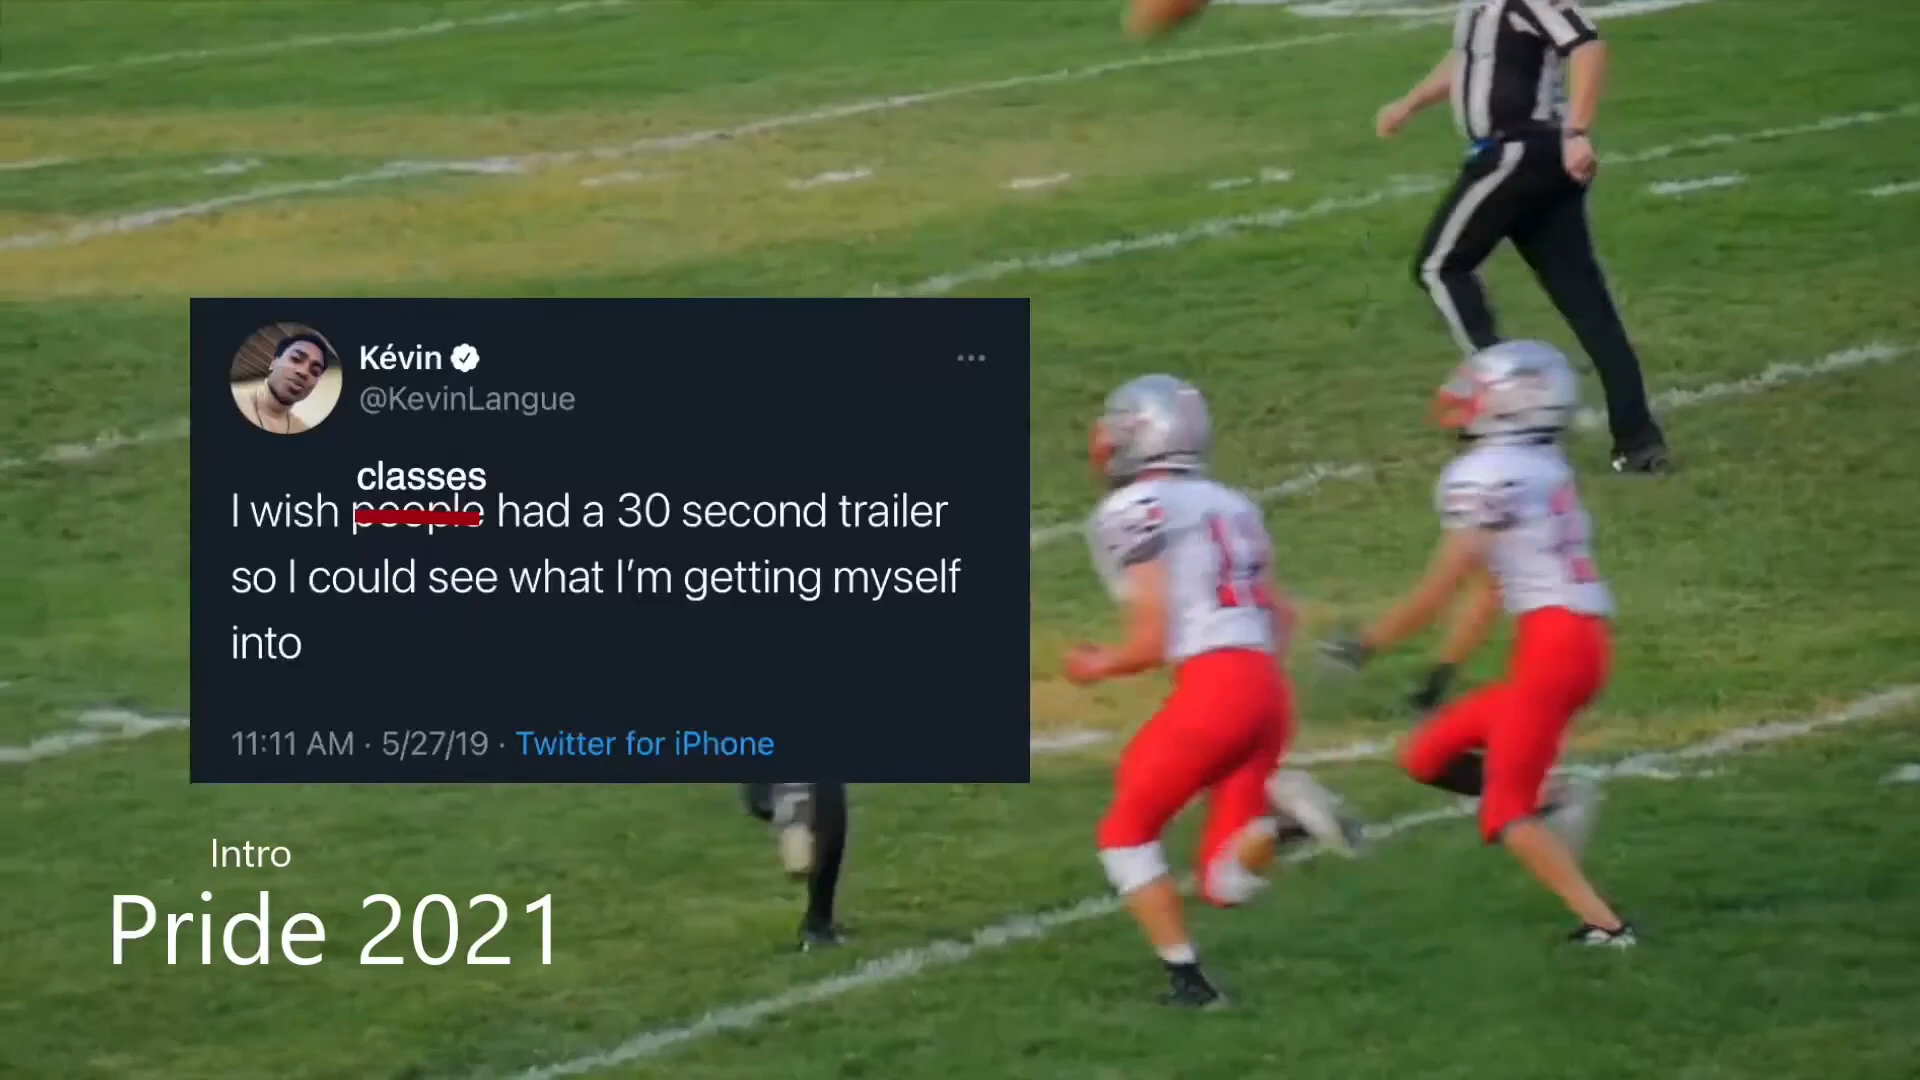 Kévin
@KevinLangue
classes
I wish people had a 30 second trailer
so I could see what I'm getting myself
into
11:11 AM · 5/27/19 · Twitter for iPhone
Intro
Pride 2021